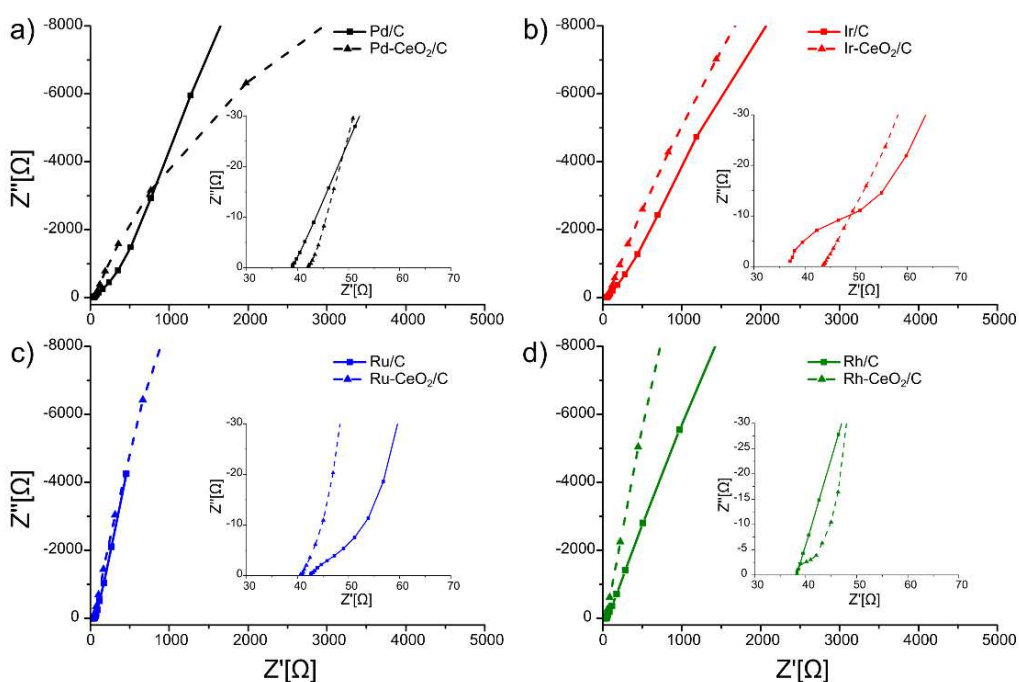 a)
Pd/C
Pd-CeO₂/C
Z''[Ω]
-8000
-6000
-4000
-2000
0
0 1000 2000 3000 4000 5000
-30
-20
-10
0
30 40 50 60 70
Z''[Ω]
Z'[Ω]
b)
Ir/C
Ir-CeO₂/C
-8000
-6000
-4000
-2000
0
0 1000 2000 3000 4000 5000
-30
-20
-10
0
30 40 50 60 70
Z''[Ω]
Z'[Ω]
c)
Ru/C
Ru-CeO₂/C
Z''[Ω]
-8000
-6000
-4000
-2000
0
0 1000 2000 3000 4000 5000
Z'[Ω]
-30
-20
-10
0
30 40 50 60 70
Z''[Ω]
Z'[Ω]
d)
Rh/C
Rh-CeO₂/C
-8000
-6000
-4000
-2000
0
0 1000 2000 3000 4000 5000
Z'[Ω]
-30
-25
-20
-15
-10
-5
0
30 40 50 60 70
Z''[Ω]
Z'[Ω]